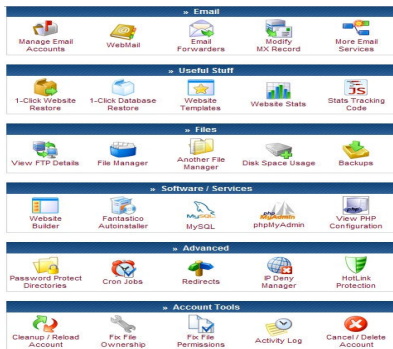 » Email
Manage Email
Accounts
WebMail
Email
Forwarders
Modify
MX Record
More Email
Services
» Useful Stuff
1-Click Website
Restore
1-Click Database
Restore
Website
Templates
Website Stats
JS
Stats Tracking
Code
» Files
View FTP Details
File Manager
Another File
Manager
Disk Space Usage
Backups
» Software / Services
Website
Builder
Fantastico
Autoinstaller
MySQL
MySQL
php
MyAdmin
phpMyAdmin
View PHP
Configuration
» Advanced
Password Protect
Directories
Cron Jobs
Redirects
IP Deny
Manager
HotLink
Protection
» Account Tools
Cleanup / Reload
Account
Fix File
Ownership
Fix File
Permissions
Activity Log
Cancel / Delete
Account